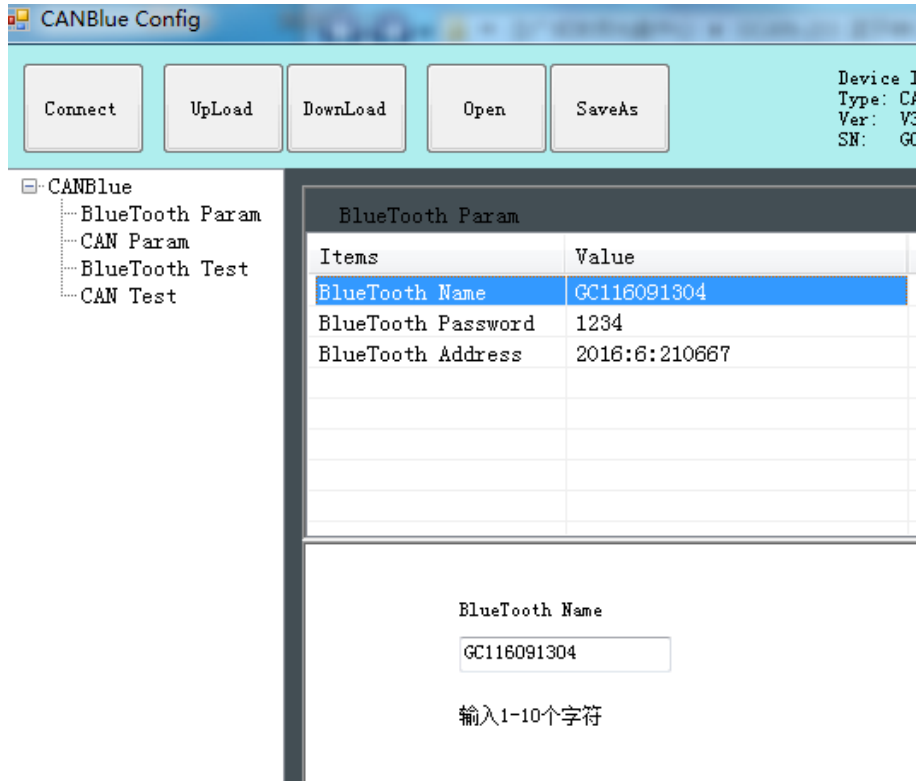 CANBlue Config
Connect
UpLoad
DownLoad
Open
SaveAs
Device
Type: CA
Ver: V3
SN: GC
CANBlue
BlueTooth Param
CAN Param
BlueTooth Test
CAN Test
BlueTooth Param
Items Value
BlueTooth Name GC116091304
BlueTooth Password 1234
BlueTooth Address 2016:6:210667
BlueTooth Name
GC116091304
输入1-10个字符